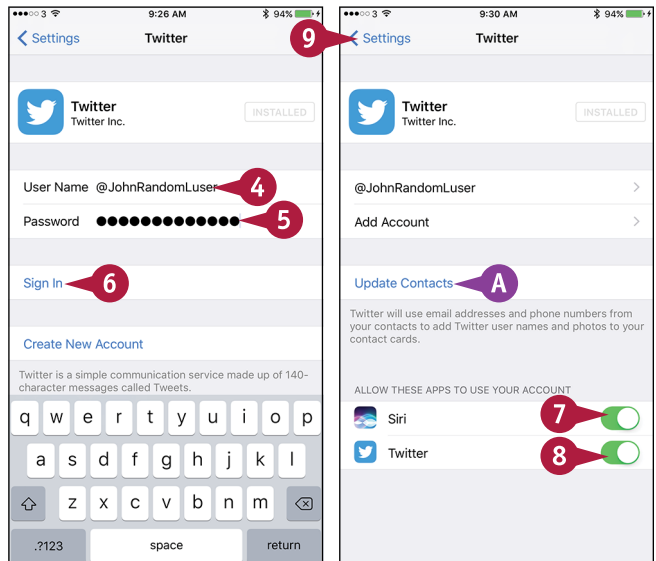 3 9:26 AM 94%
Settings Twitter
Twitter
Twitter Inc.
INSTALLED
User Name @JohnRandomLuser 4
Password ●●●●●●●●●●●●● 5
Sign In 6
Create New Account
Twitter is a simple communication service made up of 140-
character messages called Tweets.
q w e r t y u i o p
a s d f g h j k l
z x c v b n m
.?123 space return
3 9:30 AM 94%
9 Settings Twitter
Twitter
Twitter Inc.
INSTALLED
@JohnRandomLuser
Add Account
Update Contacts A
Twitter will use email addresses and phone numbers from
your contacts to add Twitter user names and photos to your
contact cards.
ALLOW THESE APPS TO USE YOUR ACCOUNT
Siri 7
Twitter 8